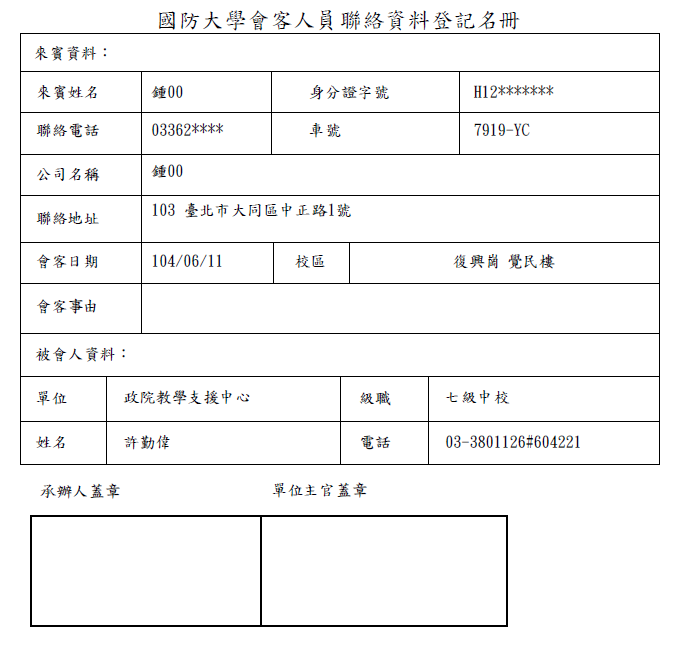 國防大學會客人員聯絡資料登記名冊
來賓資料：
來賓姓名 鍾00 身分證字號 H12*******
聯絡電話 03362**** 車號 7919-YC
公司名稱 鍾00
聯絡地址 103 臺北市大同區中正路1號
會客日期 104/06/11 校區 復興崗 覺民樓
會客事由
被會人資料：
單位 政院教學支援中心 級職 七級中校
姓名 許勤偉 電話 03-3801126#604221
承辦人蓋章 單位主官蓋章